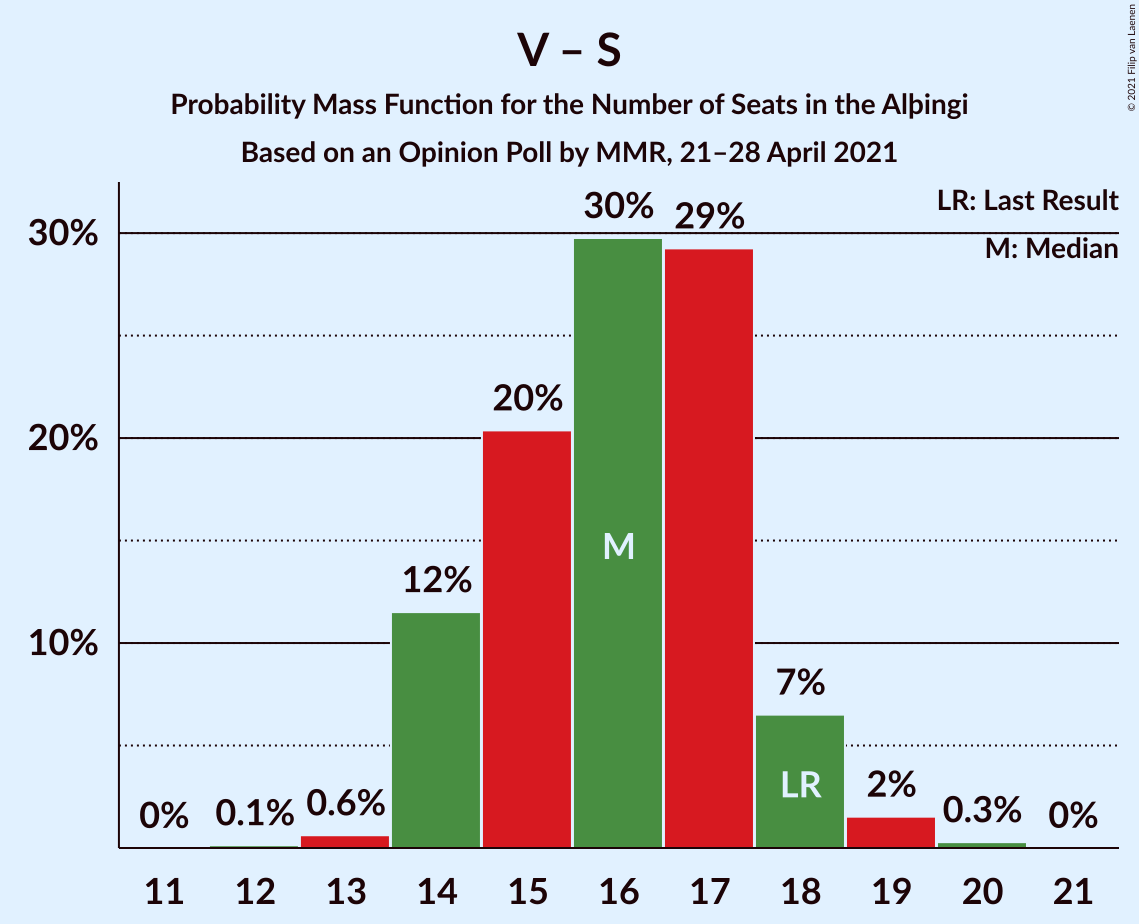 V – S
Probability Mass Function for the Number of Seats in the Alþingi
Based on an Opinion Poll by MMR, 21–28 April 2021
© 2021 Filip van Laenen
LR: Last Result
M: Median
30%
20%
10%
0%
0.1%
0.6%
12%
20%
30%
29%
7%
2%
0.3%
0%
M
LR
11 12 13 14 15 16 17 18 19 20 21